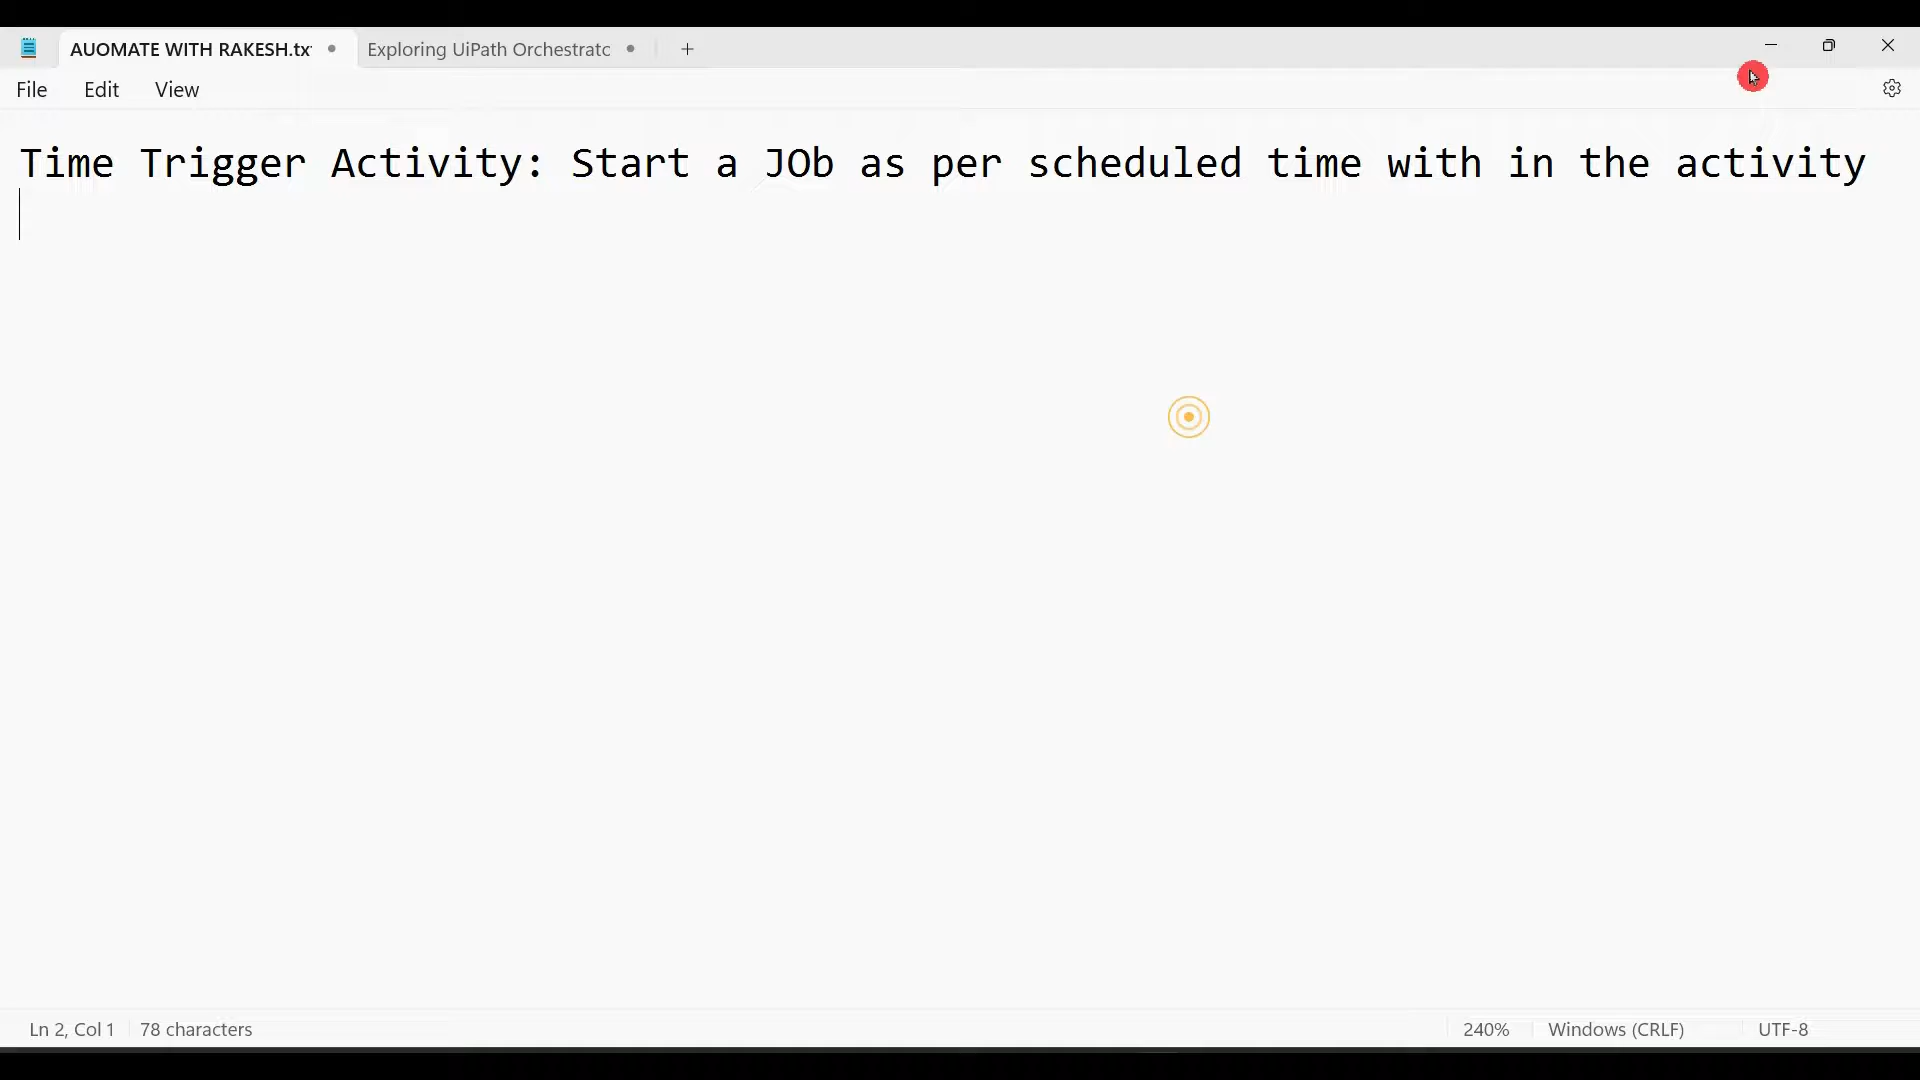 AUOMATE WITH RAKESH.tx
Exploring UiPath Orchestratc
File Edit View
Time Trigger Activity: Start a JOb as per scheduled time with in the activity
Ln 2, Col 1 78 characters 240% Windows (CRLF) UTF-8